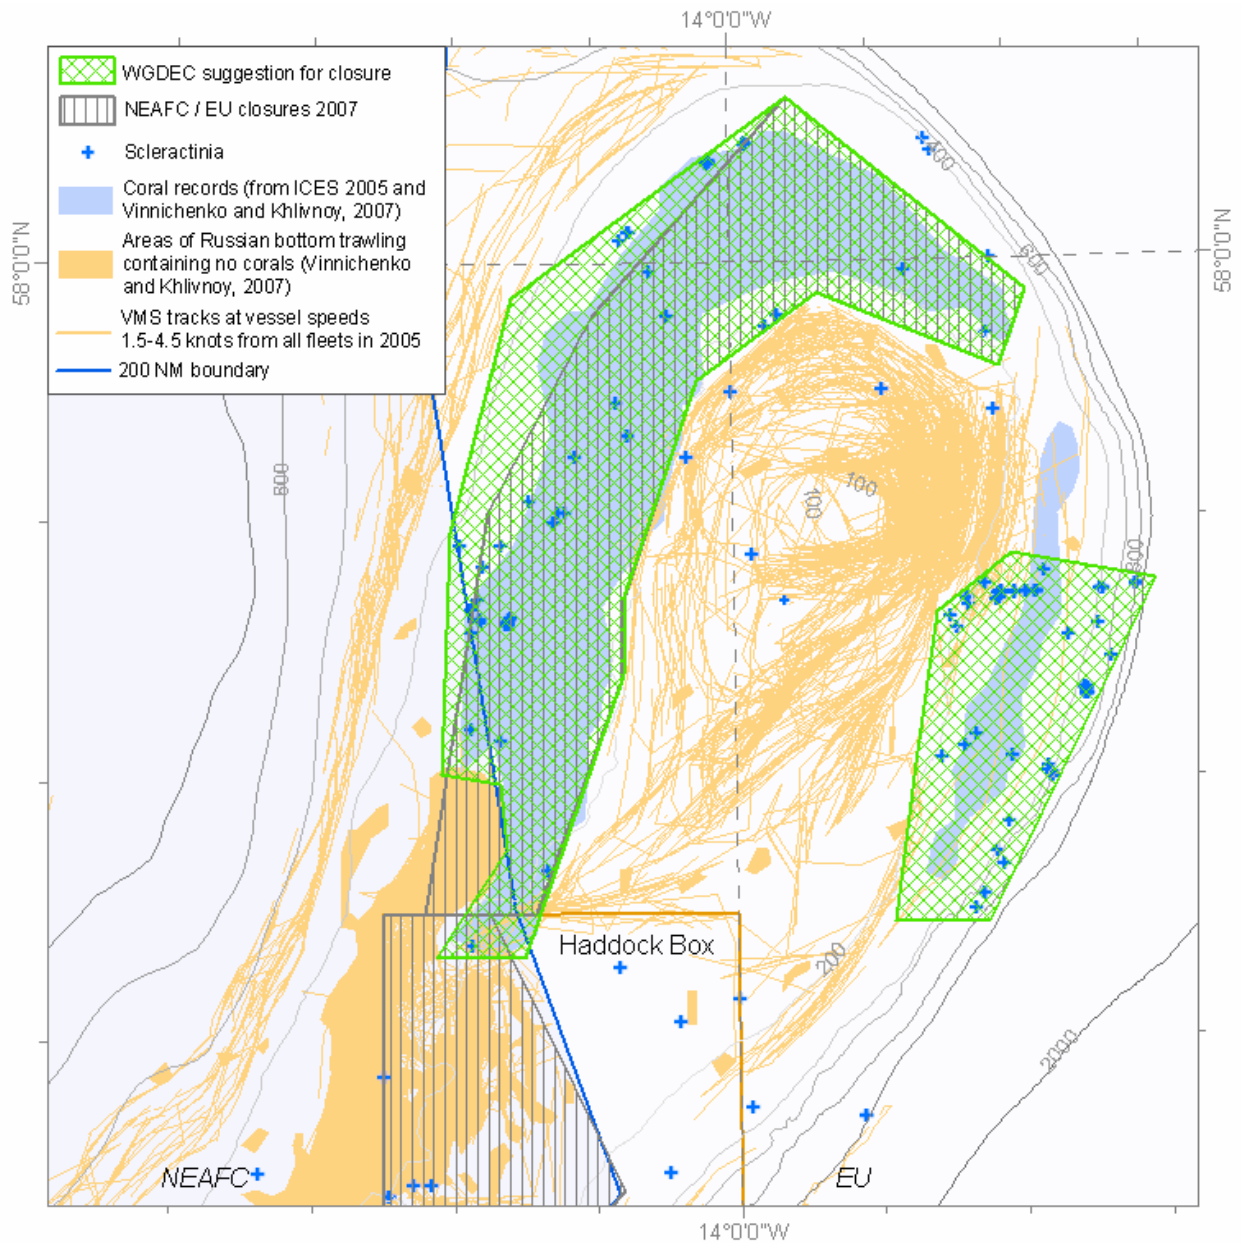 14°0'0"W
WGDEC suggestion for closure
NEAFC / EU closures 2007
Scleractinia
Coral records (from ICES 2005 and
Vinnichenko and Khlivnoy, 2007)
Areas of Russian bottom trawling
containing no corals (Vinnichenko
and Khlivnoy, 2007)
VMS tracks at vessel speeds
1.5-4.5 knots from all fleets in 2005
200 NM boundary
400
58°0'0"N
58°0'0"N
600
100
100
800
Haddock Box
200
2000
NEAFC
EU
14°0'0"W